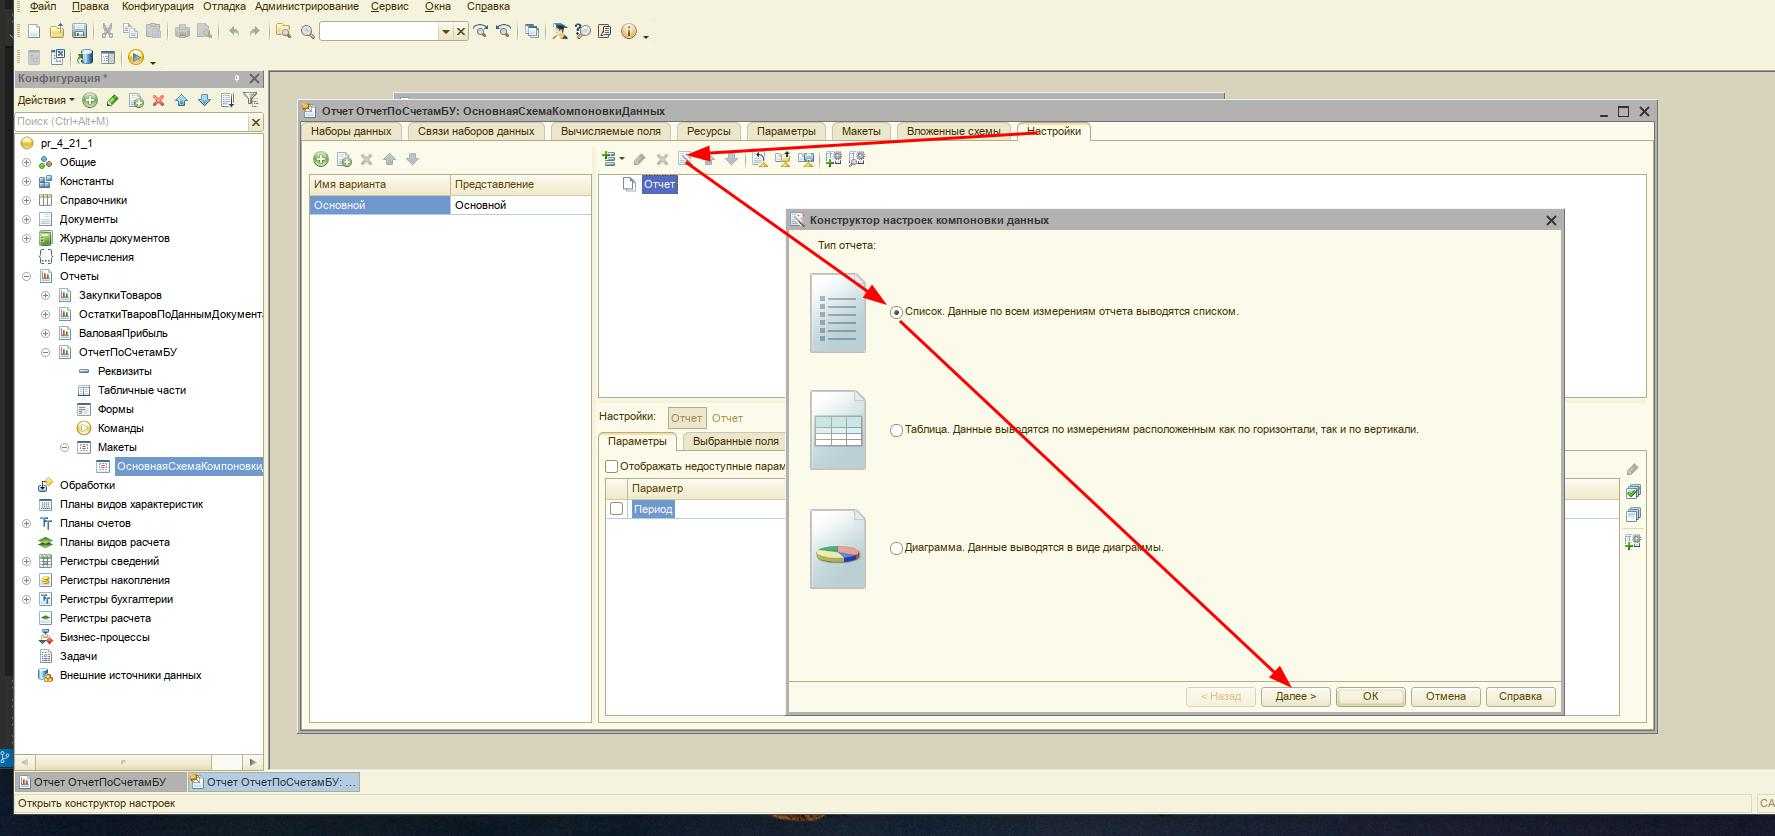 Файл Правка Конфигурация Отладка Администрирование Сервис Окна Справка
Конфигурация *
Действия
Поиск (Ctrl+Alt+M)
pr_4_21_1
Общие
Константы
Справочники
Документы
Журналы документов
Перечисления
Отчеты
ЗакупкиТоваров
ОстаткиТваровПоДаннымДокумент
ВаловаяПрибыль
ОтчетПоСчетамБУ
Реквизиты
Табличные части
Формы
Команды
Макеты
ОсновнаяСхемаКомпоновки
Обработки
Планы видов характеристик
Планы счетов
Планы видов расчета
Регистры сведений
Регистры накопления
Регистры бухгалтерии
Регистры расчета
Бизнес-процессы
Задачи
Внешние источники данных
Отчет ОтчетПоСчетамБУ: ОсновнаяСхемаКомпоновкиДанных
Наборы данных Связи наборов данных Вычисляемые поля Ресурсы Параметры Макеты Вложенные схемы Настройки
Имя варианта Представление
Основной Основной
Отчет
Настройки: Отчет Отчет
Параметры Выбранные поля
Отображать недоступные парам
Параметр
Период
Конструктор настроек компоновки данных
Тип отчета:
Список. Данные по всем измерениям отчета выводятся списком.
Таблица. Данные выводятся по измерениям расположенным как по горизонтали, так и по вертикали.
Диаграмма. Данные выводятся в виде диаграммы.
< Назад Далее > ОК Отмена Справка
Отчет ОтчетПоСчетамБУ Отчет ОтчетПоСчетамБУ: ...
Открыть конструктор настроек
CA